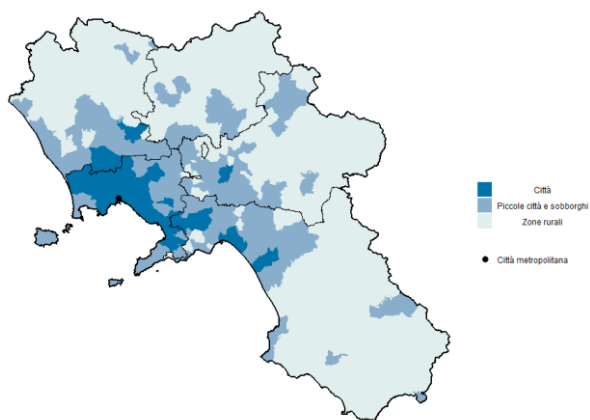 Città
Piccole città e sobborghi
Zone rurali
Città metropolitana